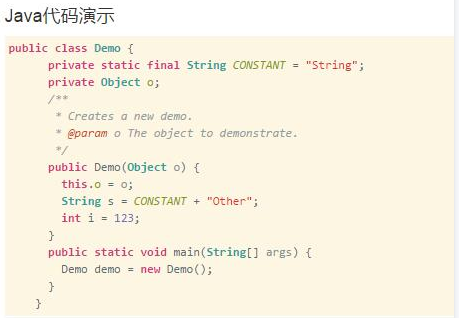 Java代码演示
public class Demo {
private static final String CONSTANT = "String";
private Object o;
/**
* Creates a new demo.
* @param o The object to demonstrate.
*/
public Demo(Object o) {
this.o = o;
String s = CONSTANT + "Other";
int i = 123;
}
public static void main(String[] args) {
Demo demo = new Demo();
}
}